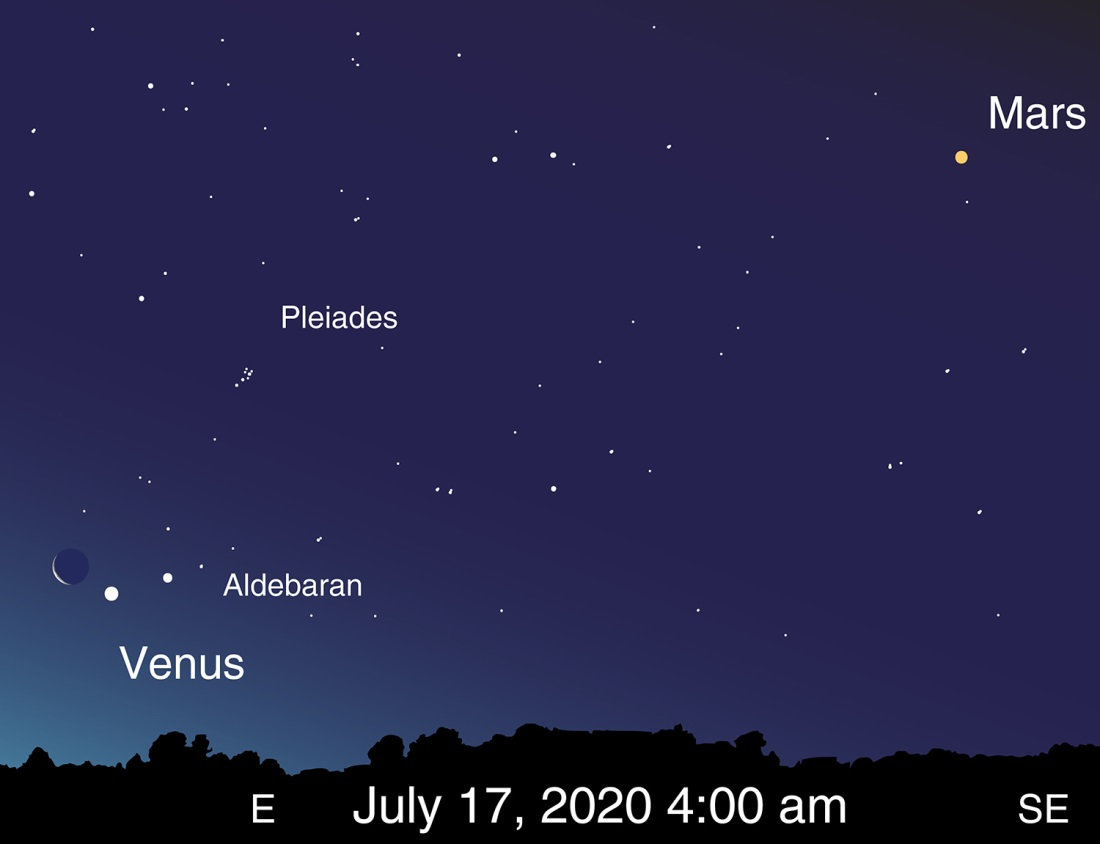 Mars
Pleiades
Aldebaran
Venus
E July 17, 2020 4:00 am SE